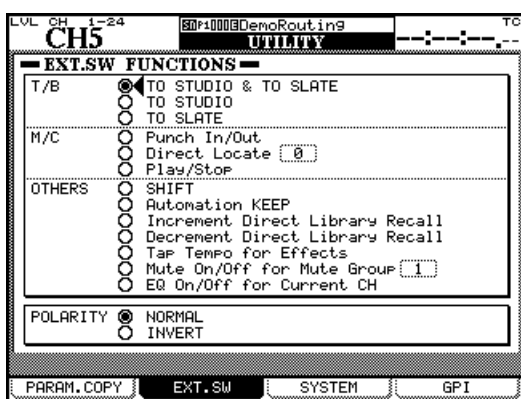 LVL CH 1-24 DemoRouting TC
CH5 UTILITY --:--:--.--
EXT.SW FUNCTIONS
T/B TO STUDIO & TO SLATE
TO STUDIO
TO SLATE
M/C Punch In/Out
Direct Locate 0
Play/Stop
OTHERS SHIFT
Automation KEEP
Increment Direct Library Recall
Decrement Direct Library Recall
Tap Tempo for Effects
Mute On/Off for Mute Group 1
EQ On/Off for Current CH
POLARITY NORMAL
INVERT
PARAM.COPY EXT.SW SYSTEM GPI